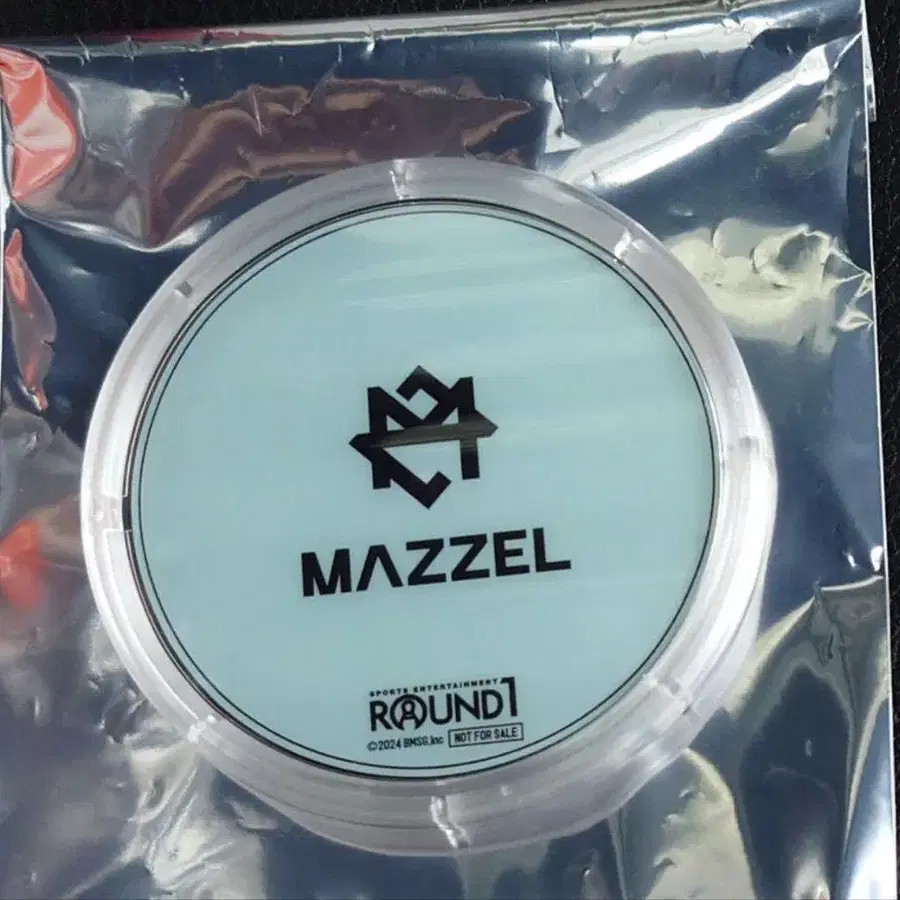 MAZZEL
SPORTS ENTERTAINMENT
ROUND1
©2024 BMSG,Inc NOT FOR SALE